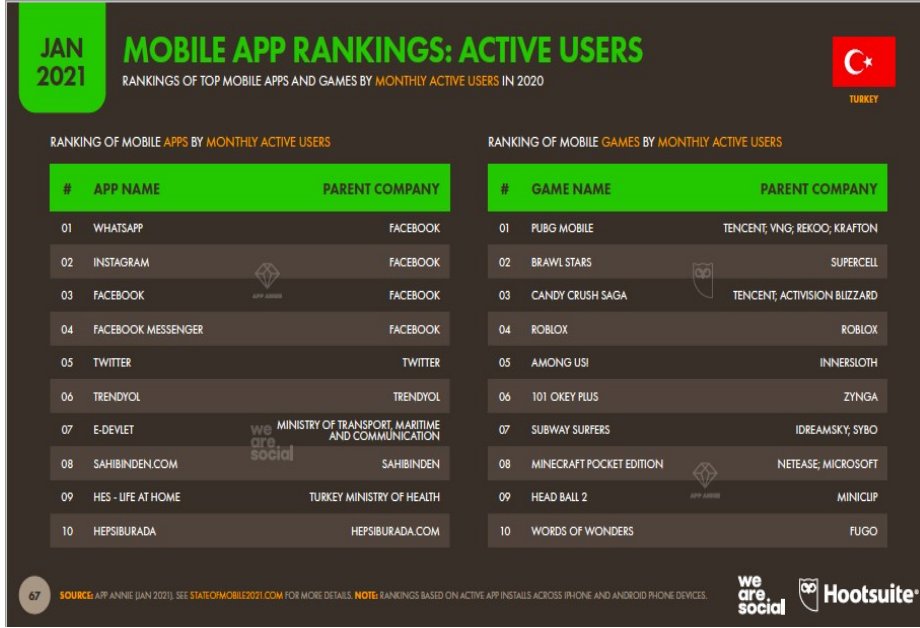 JAN
2021
MOBILE APP RANKINGS: ACTIVE USERS
RANKINGS OF TOP MOBILE APPS AND GAMES BY MONTHLY ACTIVE USERS IN 2020
TURKEY
RANKING OF MOBILE APPS BY MONTHLY ACTIVE USERS
# APP NAME PARENT COMPANY
01 WHATSAPP FACEBOOK
02 INSTAGRAM FACEBOOK
03 FACEBOOK FACEBOOK
04 FACEBOOK MESSENGER FACEBOOK
05 TWITTER TWITTER
06 TRENDYOL TRENDYOL
07 E-DEVLET MINISTRY OF TRANSPORT, MARITIME
AND COMMUNICATION
08 SAHIBINDEN.COM SAHIBINDEN
09 HES - LIFE AT HOME TURKEY MINISTRY OF HEALTH
10 HEPSIBURADA HEPSIBURADA.COM
APP ANNIE
we
are
social
RANKING OF MOBILE GAMES BY MONTHLY ACTIVE USERS
# GAME NAME PARENT COMPANY
01 PUBG MOBILE TENCENT; VNG; REKOO; KRAFTON
02 BRAWL STARS SUPERCELL
03 CANDY CRUSH SAGA TENCENT; ACTIVISION BLIZZARD
04 ROBLOX ROBLOX
05 AMONG US! INNERSLOTH
06 101 OKEY PLUS ZYNGA
07 SUBWAY SURFERS IDREAMSKY; SYBO
08 MINECRAFT POCKET EDITION NETEASE; MICROSOFT
09 HEAD BALL 2 MINICLIP
10 WORDS OF WONDERS FUGO
APP ANNIE
67
SOURCE: APP ANNIE (JAN 2021). SEE STATEOFMOBILE2021.COM FOR MORE DETAILS. NOTE: RANKINGS BASED ON ACTIVE APP INSTALLS ACROSS IPHONE AND ANDROID PHONE DEVICES.
we
are
social
Hootsuite®